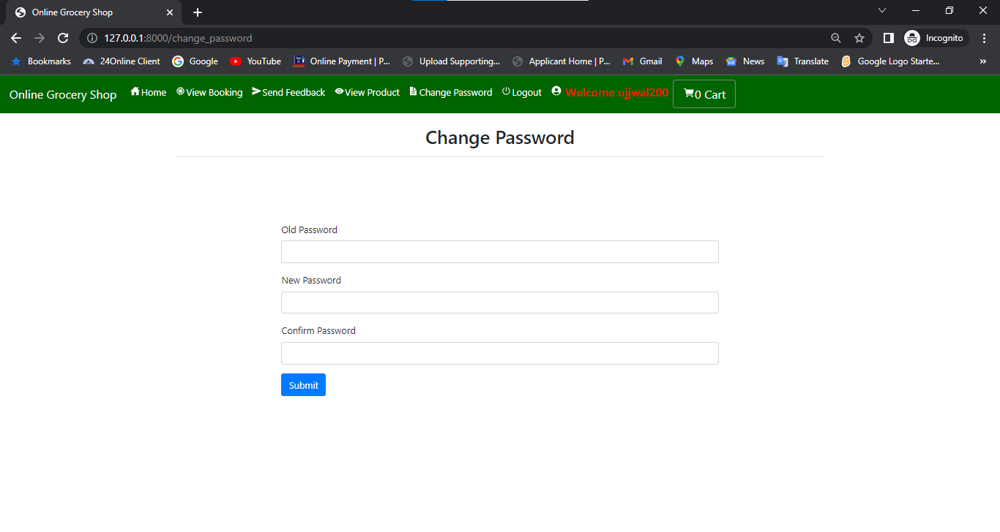 Online Grocery Shop
127.0.0.1:8000/change_password
Incognito
Bookmarks 24Online Client Google YouTube Online Payment | P... Upload Supporting... Applicant Home | P... Gmail Maps News Translate Google Logo Starte... »
Online Grocery Shop Home View Booking Send Feedback View Product Change Password Logout Welcome ujjwal200 0 Cart
Change Password
Old Password
New Password
Confirm Password
Submit